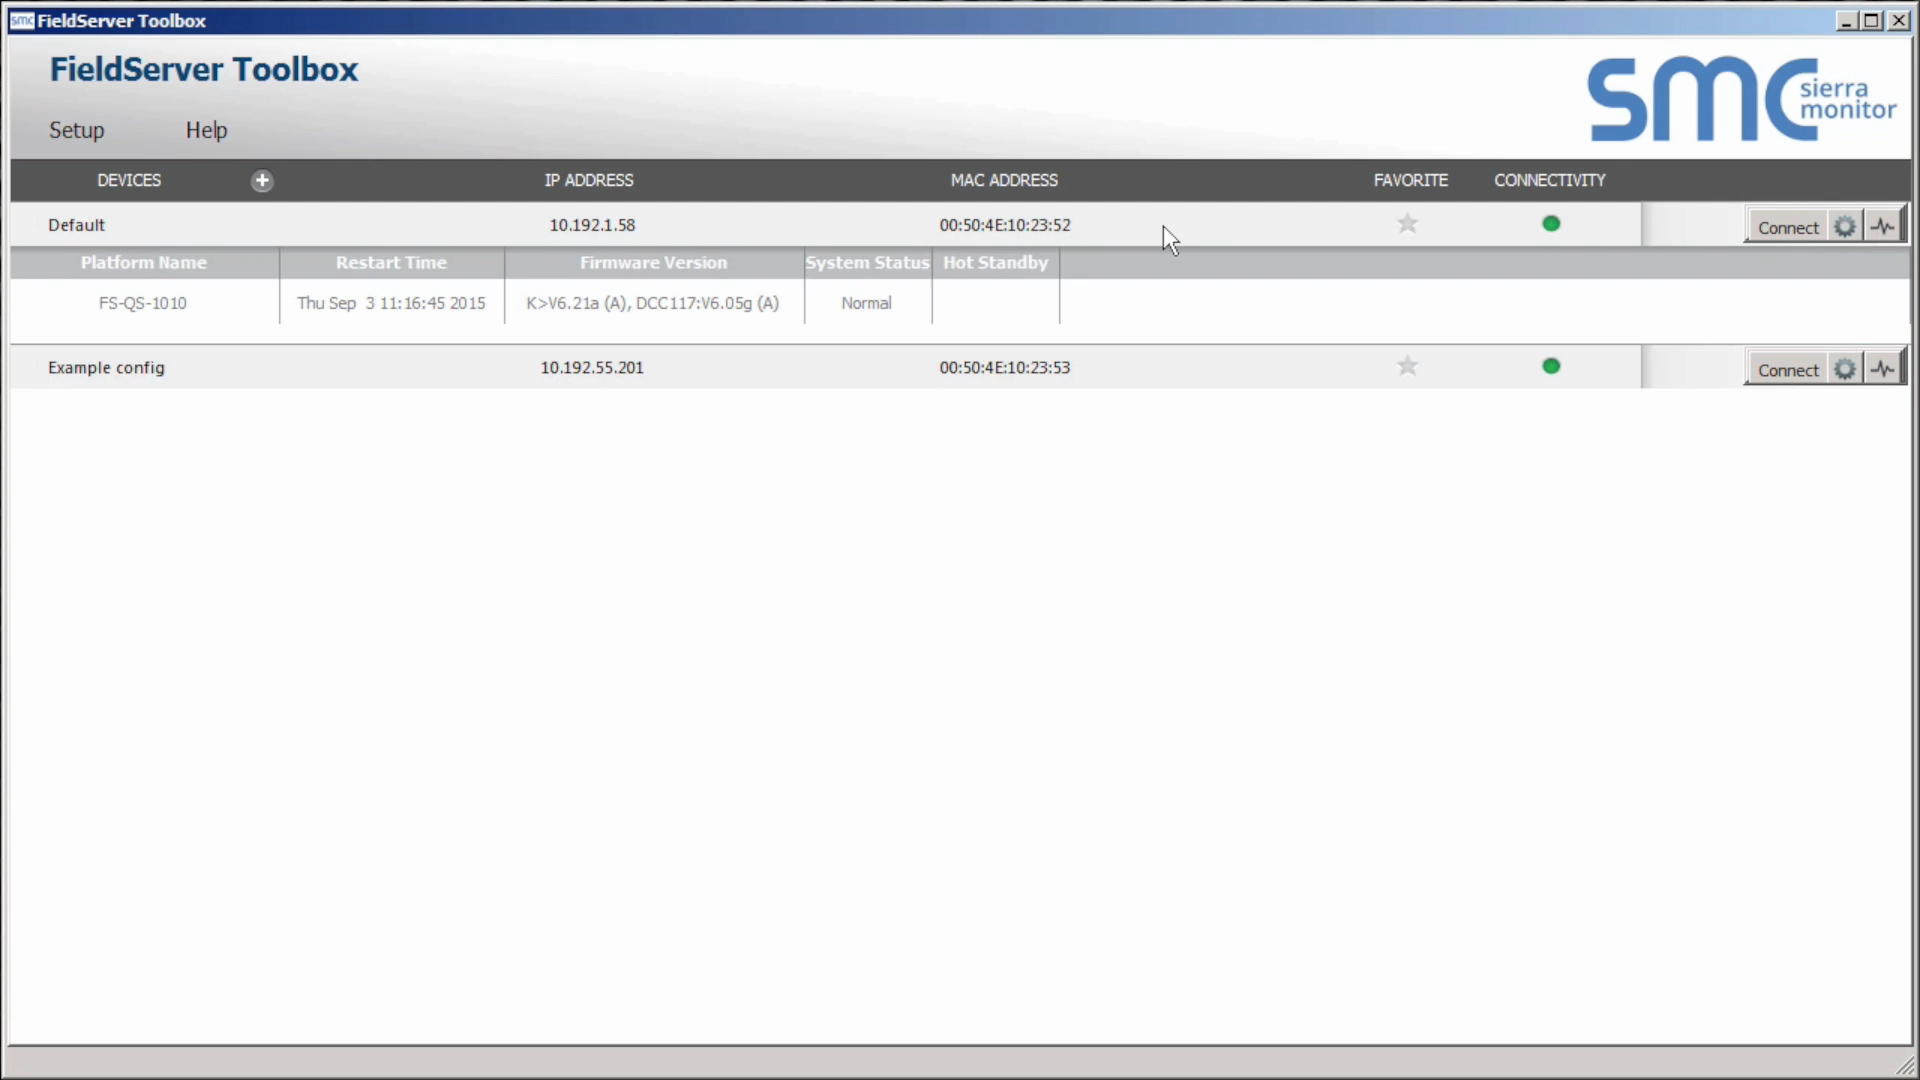 smc FieldServer Toolbox
FieldServer Toolbox
smc sierra monitor
Setup Help
DEVICES IP ADDRESS MAC ADDRESS FAVORITE CONNECTIVITY
Default 10.192.1.58 00:50:4E:10:23:52 Connect
Platform Name Restart Time Firmware Version System Status Hot Standby
FS-QS-1010 Thu Sep 3 11:16:45 2015 K>V6.21a (A), DCC117:V6.05g (A) Normal
Example config 10.192.55.201 00:50:4E:10:23:53 Connect